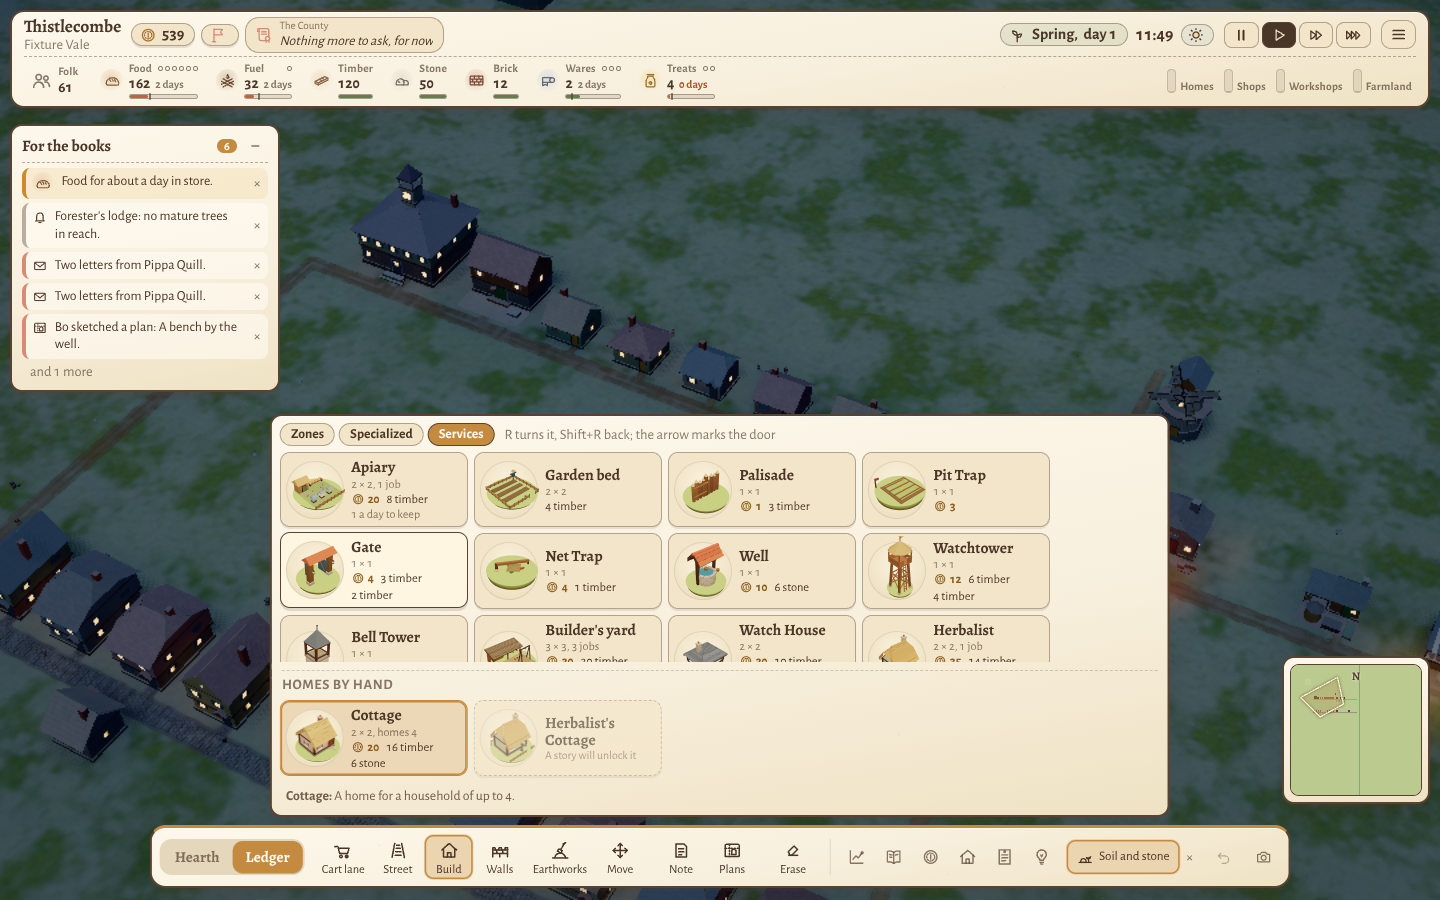 Thistlecombe
Fixture Vale
539
The County
Nothing more to ask, for now
Spring, day 1
11:49
Folk
61
Food
162 2 days
Fuel
32 2 days
Timber
120
Stone
50
Brick
12
Wares
2 2 days
Treats
4 0 days
Homes
Shops
Workshops
Farmland
For the books
6
Food for about a day in store.
×
Forester's lodge: no mature trees
in reach.
×
Two letters from Pippa Quill.
×
Two letters from Pippa Quill.
×
Bo sketched a plan: A bench by the
well.
×
and 1 more
Zones
Specialized
Services
R turns it, Shift+R back; the arrow marks the door
Apiary
2 × 2, 1 job
20 8 timber
1 a day to keep
Garden bed
2 × 2
4 timber
Palisade
1 × 1
1 3 timber
Pit Trap
1 × 1
3
Gate
1 × 1
4 3 timber
2 timber
Net Trap
1 × 1
4 1 timber
Well
1 × 1
10 6 stone
Watchtower
1 × 1
12 6 timber
4 timber
Bell Tower
1 × 1
Builder's yard
3 × 3, 3 jobs
Watch House
2 × 2
Herbalist
2 × 2, 1 job
HOMES BY HAND
Cottage
2 × 2, homes 4
20 16 timber
6 stone
Herbalist's
Cottage
A story will unlock it
Cottage: A home for a household of up to 4.
N
Hearth
Ledger
Cart lane
Street
Build
Walls
Earthworks
Move
Note
Plans
Erase
Soil and stone
×